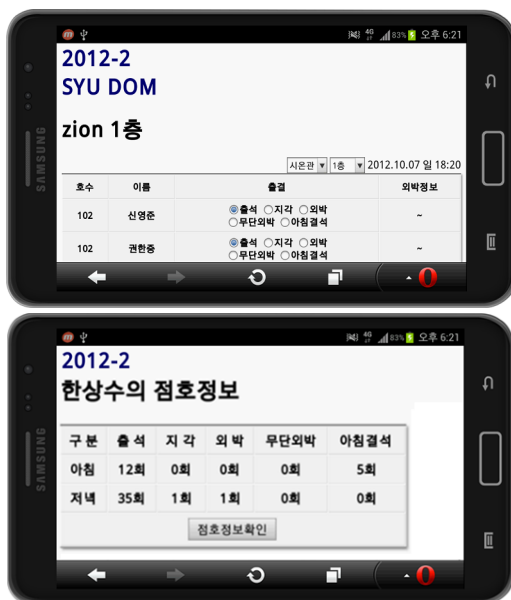 4G 83% 오후 6:21
2012-2
SYU DOM
zion 1층
시온관 1층 2012.10.07 일 18:20
호수 이름 출결 외박정보
102 신영준 출석 지각 외박 ~
무단외박 아침결석
102 권한중 출석 지각 외박 ~
무단외박 아침결석
SAMSUNG
4G 83% 오후 6:21
2012-2
한상수의 점호정보
구 분 출 석 지 각 외 박 무단외박 아침결석
아침 12회 0회 0회 0회 5회
저녁 35회 1회 1회 0회 0회
점호정보확인
SAMSUNG